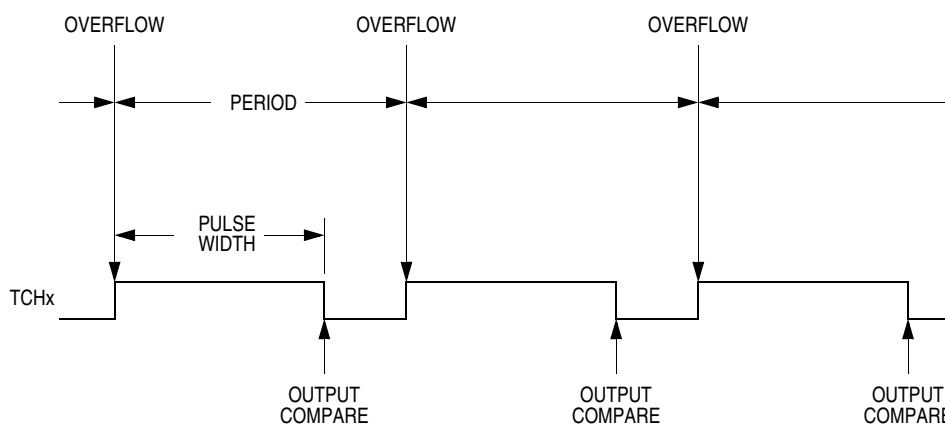 OVERFLOW
OVERFLOW
OVERFLOW
PERIOD
PULSE
WIDTH
TCHx
OUTPUT
COMPARE
OUTPUT
COMPARE
OUTPUT
COMPARE